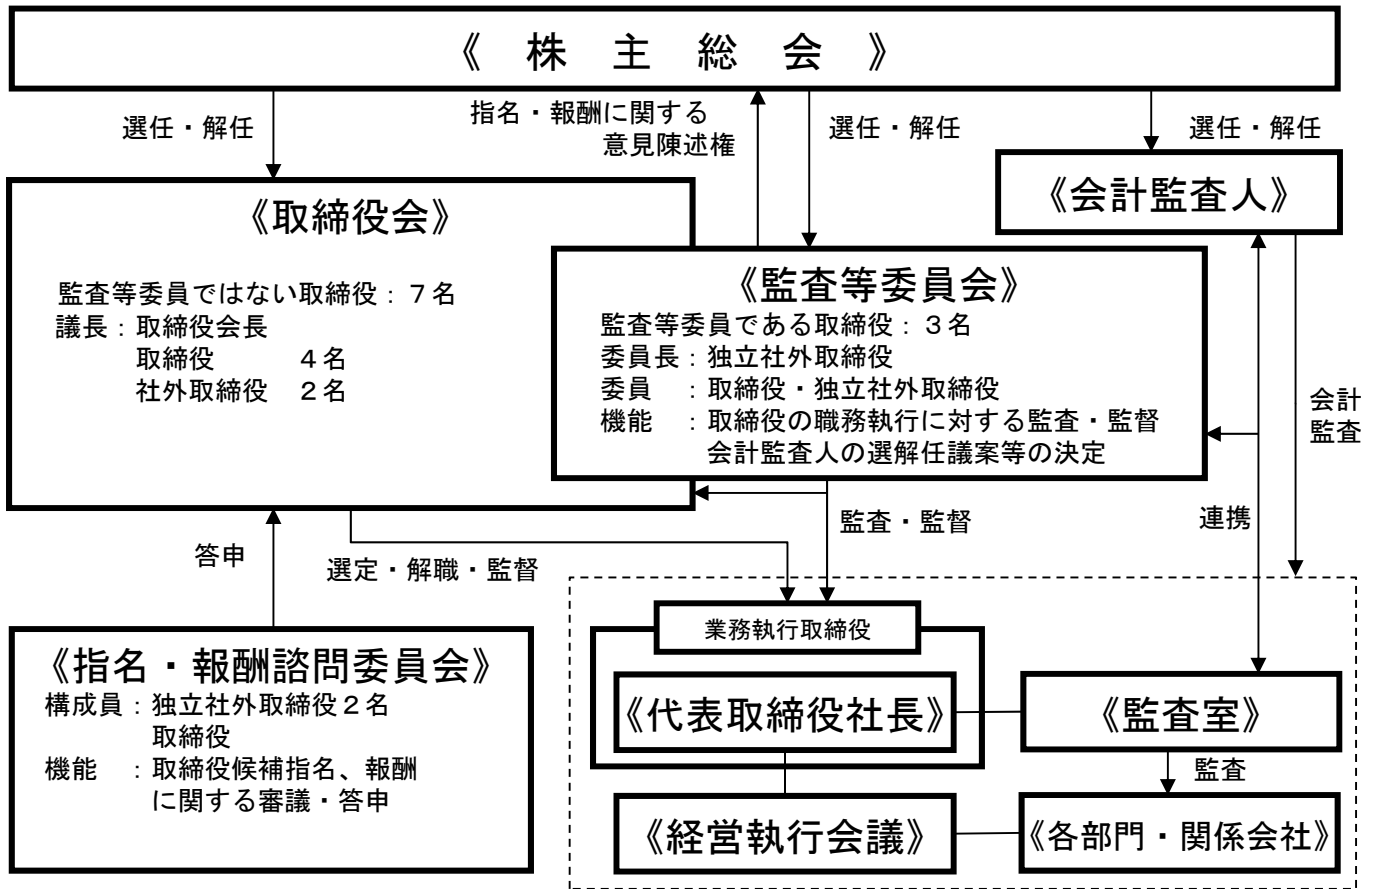 《 株 主 総 会 》
選任・解任
指名・報酬に関する
意見陳述権
選任・解任
選任・解任
《会計監査人》
《取締役会》
監査等委員ではない取締役：７名
議長：取締役会長
取締役 ４名
社外取締役 ２名
《監査等委員会》
監査等委員である取締役：３名
委員長：独立社外取締役
委員 ：取締役・独立社外取締役
機能 ：取締役の職務執行に対する監査・監督
会計監査人の選解任議案等の決定
会計
監査
監査・監督
連携
答申
選定・解職・監督
《指名・報酬諮問委員会》
構成員：独立社外取締役２名
取締役
機能 ：取締役候補指名、報酬
に関する審議・答申
業務執行取締役
《代表取締役社長》
《監査室》
監査
《経営執行会議》
《各部門・関係会社》